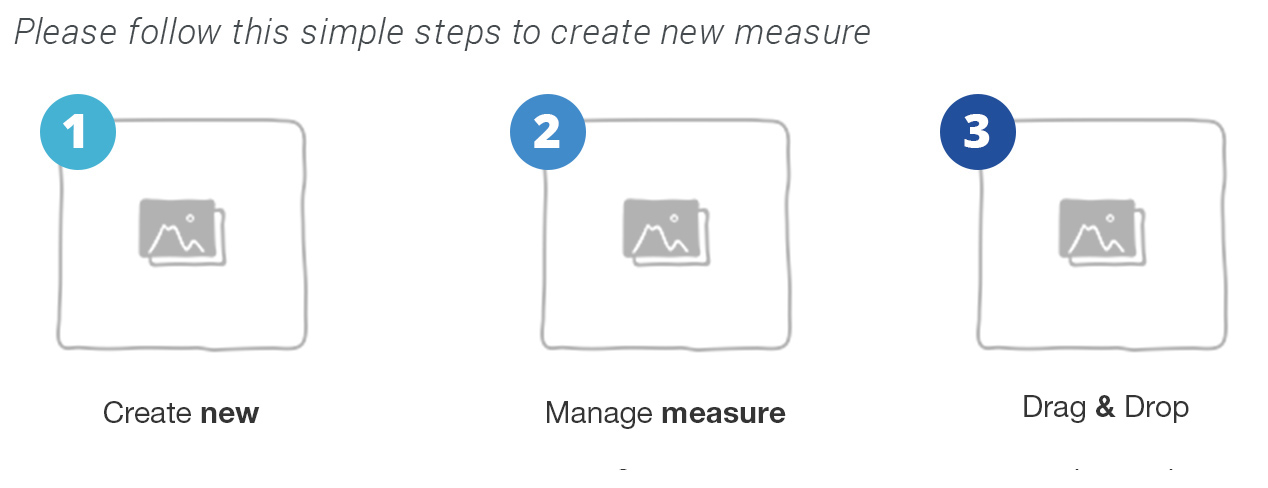 Please follow this simple steps to create new measure
1
2
3
Create new
Manage measure
Drag & Drop